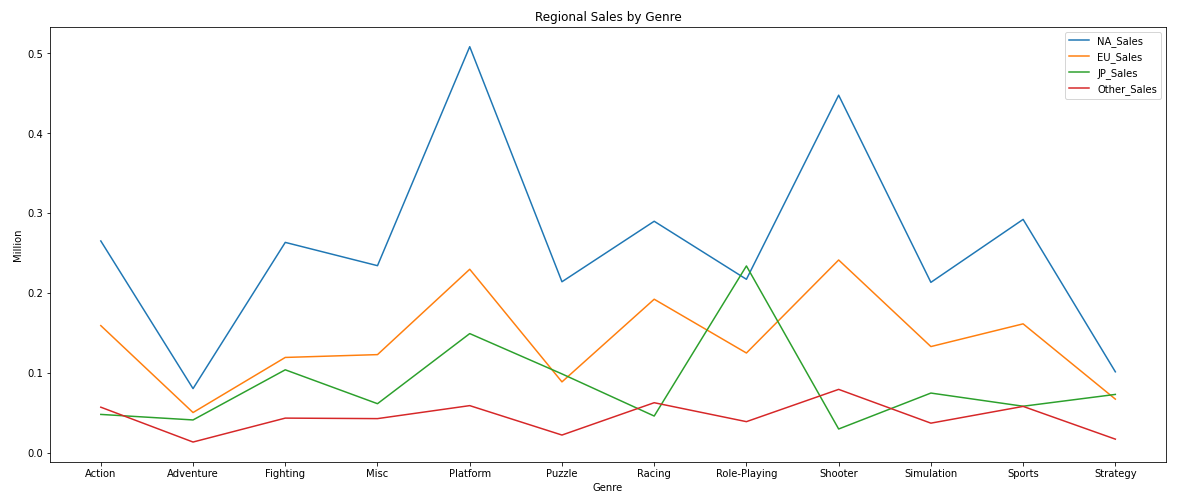 Regional Sales by Genre
NA_Sales
EU_Sales
JP_Sales
Other_Sales
0.5
0.4
0.3
0.2
0.1
0.0
Million
Action Adventure Fighting Misc Platform Puzzle Racing Role-Playing Shooter Simulation Sports Strategy
Genre